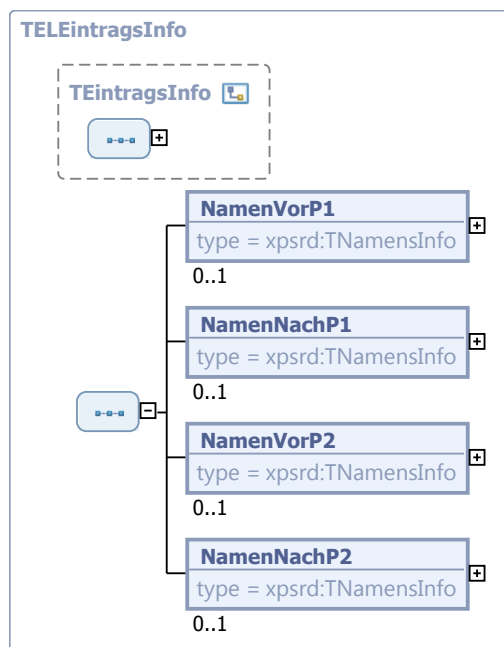 TELEintragsInfo
TEintragsInfo
NamenVorP1
type = xpsrd:TNamensInfo
0..1
NamenNachP1
type = xpsrd:TNamensInfo
0..1
NamenVorP2
type = xpsrd:TNamensInfo
0..1
NamenNachP2
type = xpsrd:TNamensInfo
0..1